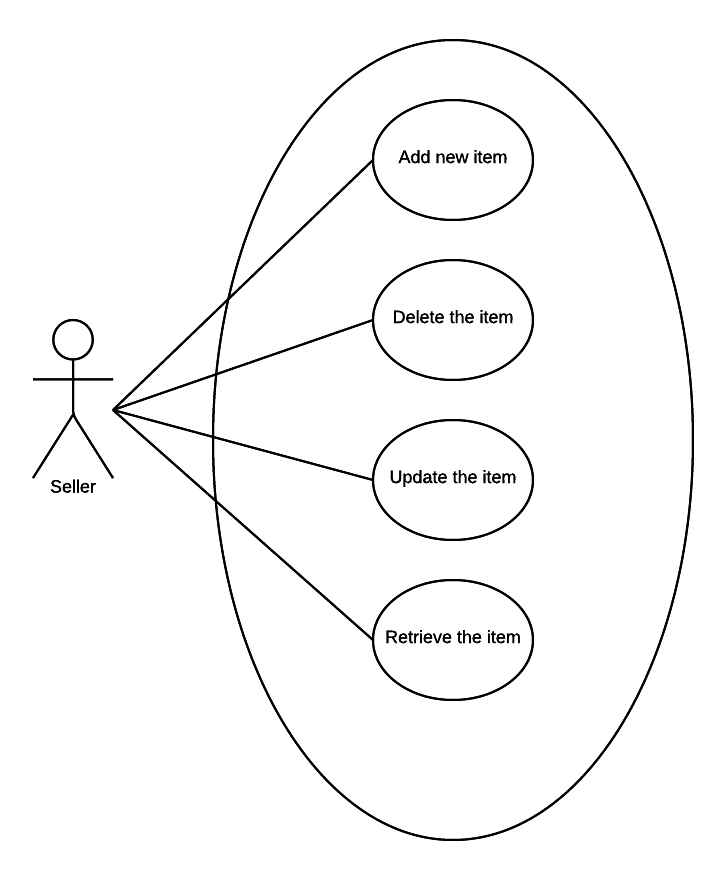 Add new item
Delete the item
Update the item
Seller
Retrieve the item